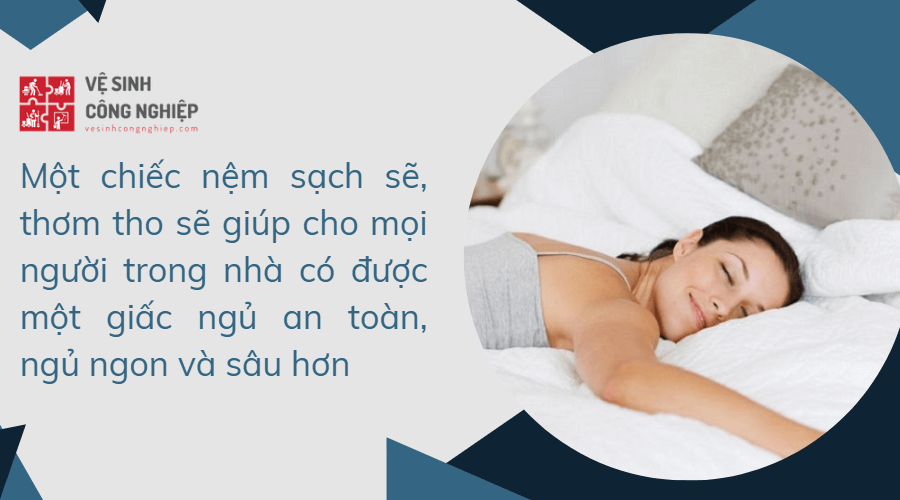 VỆ SINH
CÔNG NGHIỆP
vesinhcongnghiep.com
Một chiếc nệm sạch sẽ,
thơm tho sẽ giúp cho mọi
người trong nhà có được
một giấc ngủ an toàn,
ngủ ngon và sâu hơn